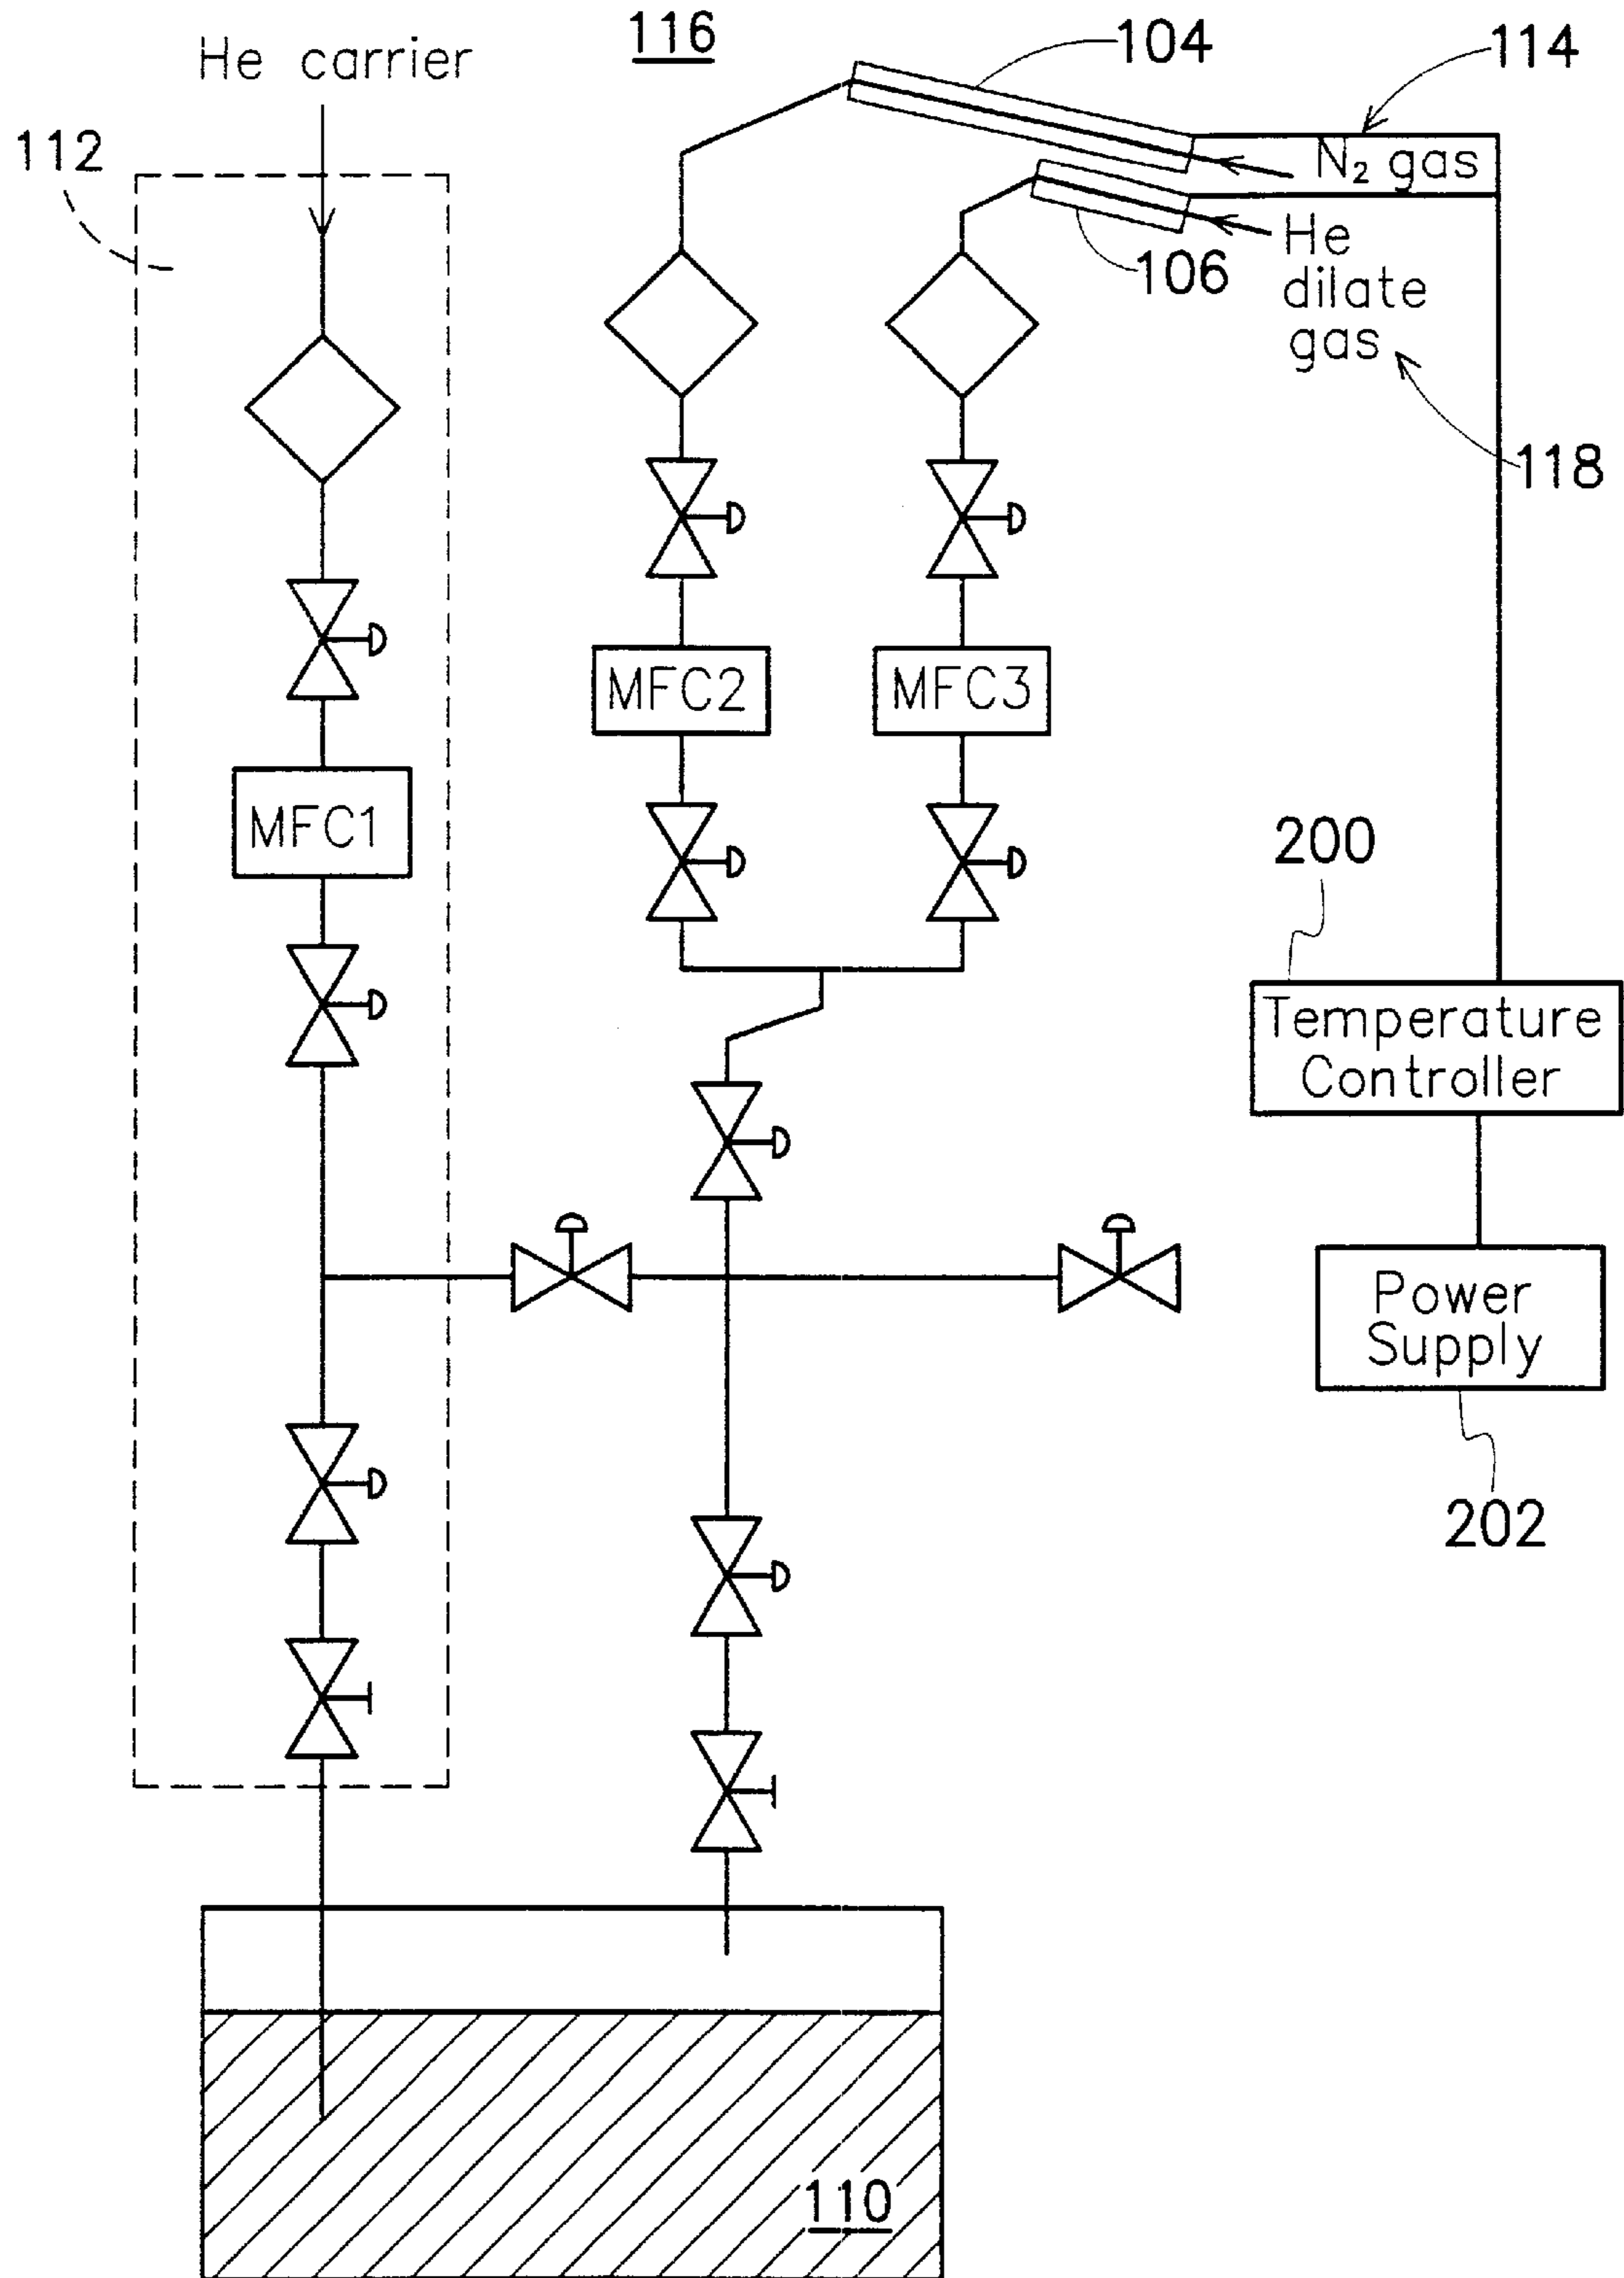 116
104
114
He carrier
112
N₂ gas
106
He
dilate
gas
118
MFC2
MFC3
MFC1
200
Temperature
Controller
Power
Supply
202
110